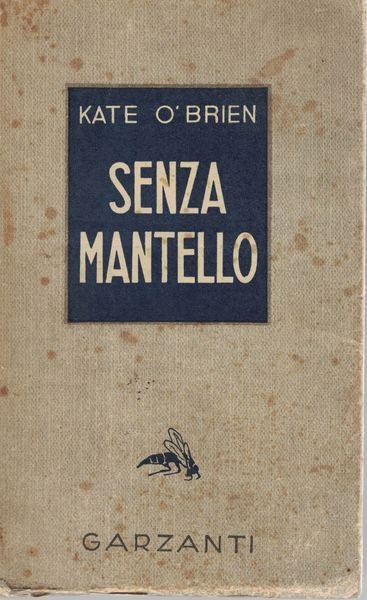 KATE O'BRIEN
SENZA
MANTELLO
GARZANTI